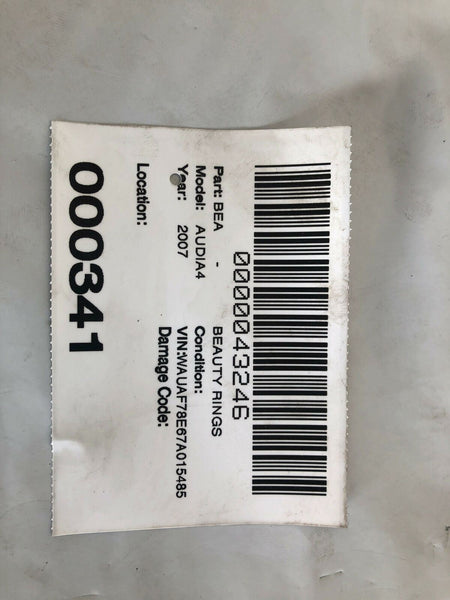 0000043246
Part: BEA - BEAUTY RINGS
Model: AUDIA4 Condition:
Year: 2007 VIN:WAUAF78E67A015485
Damage Code:
Location:
000341